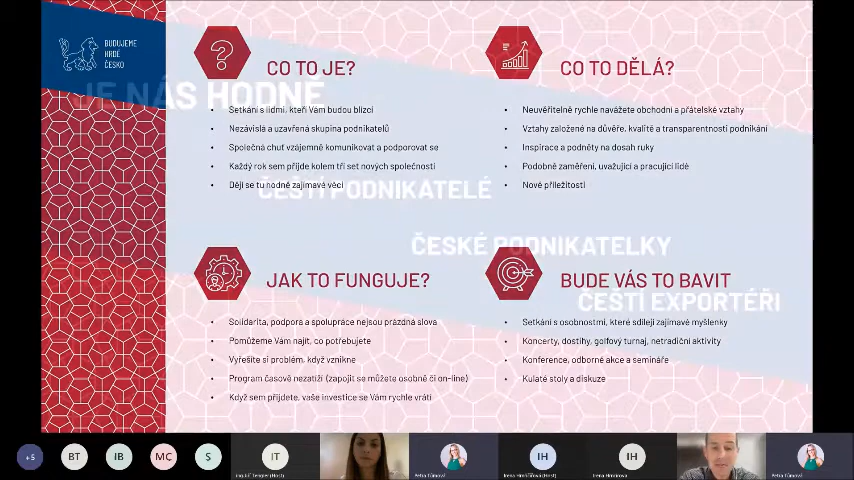 BUDUJEME
HRDÉ
ČESKO
JE NÁS HODNĚ
CO TO JE?
Setkání s lidmi, kteří Vám budou blízcí
Nezávislá a uzavřená skupina podnikatelů
Společná chuť vzájemně komunikovat a podporovat se
Každý rok sem přijde kolem tří set nových společností
Dějí se tu hodně zajímavé věci
ČEŠTÍ PODNIKATELÉ
CO TO DĚLÁ?
Neuvěřitelně rychle navážete obchodní a přátelské vztahy
Vztahy založené na důvěře, kvalitě a transparentnosti podnikání
Inspirace a podněty na dosah ruky
Podobně zaměření, uvažující a pracující lidé
Nové příležitosti
ČESKÉ PODNIKATELKY
JAK TO FUNGUJE?
Solidarita, podpora a spolupráce nejsou prázdná slova
Pomůžeme Vám najít, co potřebujete
Vyřešíte si problém, když vznikne
Program časově nezatíží (zapojit se můžete osobně či on-line)
Když sem přijdete, vaše investice se Vám rychle vrátí
BUDE VÁS TO BAVIT
ČEŠTÍ EXPORTÉŘI
Setkání s osobnostmi, které sdílejí zajímavé myšlenky
Koncerty, dostihy, golfový turnaj, netradiční aktivity
Konference, odborné akce a semináře
Kulaté stoly a diskuze
+5
BT
IB
MČ
S
IT
IH
IH
(Host)
Petra
(Host)
Irena
Petra